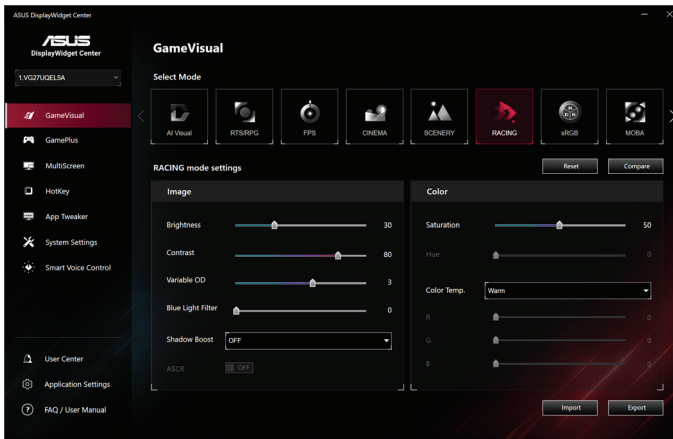 ASUS DisplayWidget Center
ASUS
DisplayWidget Center
1.VG27UQEL5A
GameVisual
GamePlus
MultiScreen
HotKey
App Tweaker
System Settings
Smart Voice Control
User Center
Application Settings
FAQ / User Manual
GameVisual
Select Mode
AI Visual
RTS/RPG
FPS
CINEMA
SCENERY
RACING
sRGB
MOBA
RACING mode settings
Reset
Compare
Image
Brightness 30
Contrast 80
Variable OD 3
Blue Light Filter 0
Shadow Boost OFF
ASCR OFF
Color
Saturation 50
Hue 0
Color Temp. Warm
R 0
G 0
B 0
Import
Export